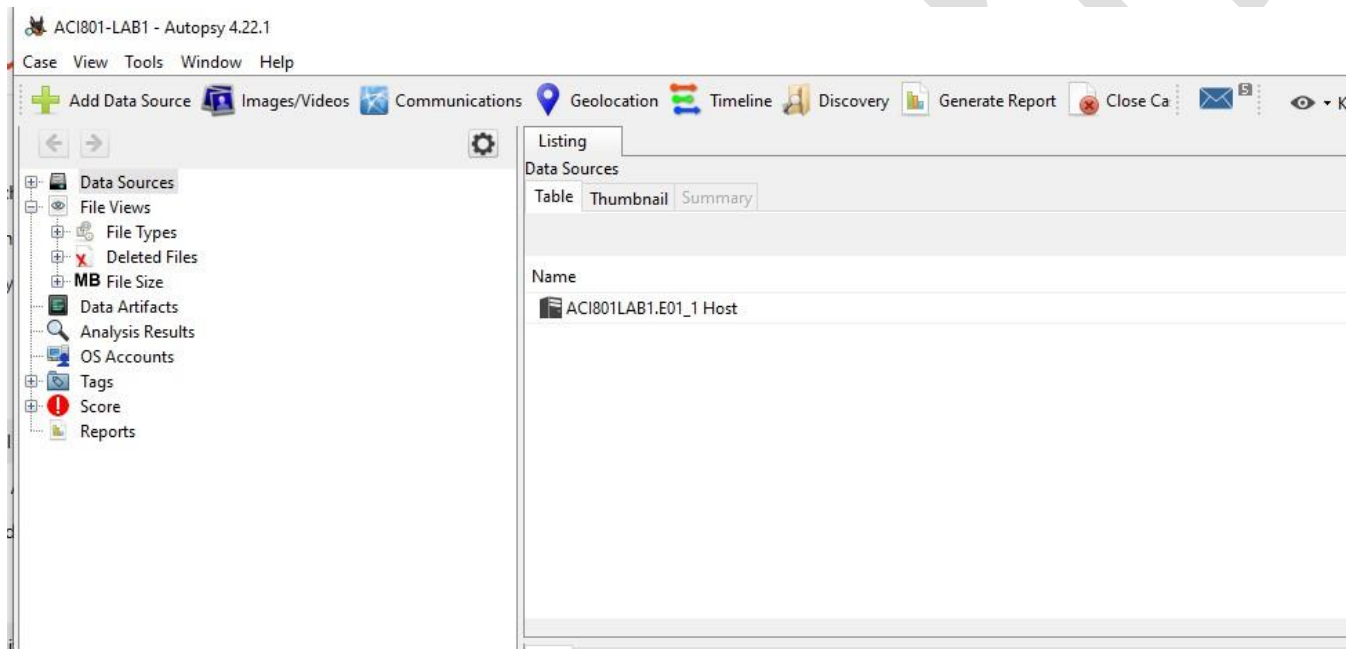 ACI801-LAB1 - Autopsy 4.22.1
Case View Tools Window Help
Add Data Source Images/Videos Communications Geolocation Timeline Discovery Generate Report Close Ca 5 K
Listing
Data Sources
Table Thumbnail Summary
Name
ACI801LAB1.E01_1 Host
Data Sources
File Views
File Types
Deleted Files
MB File Size
Data Artifacts
Analysis Results
OS Accounts
Tags
Score
Reports